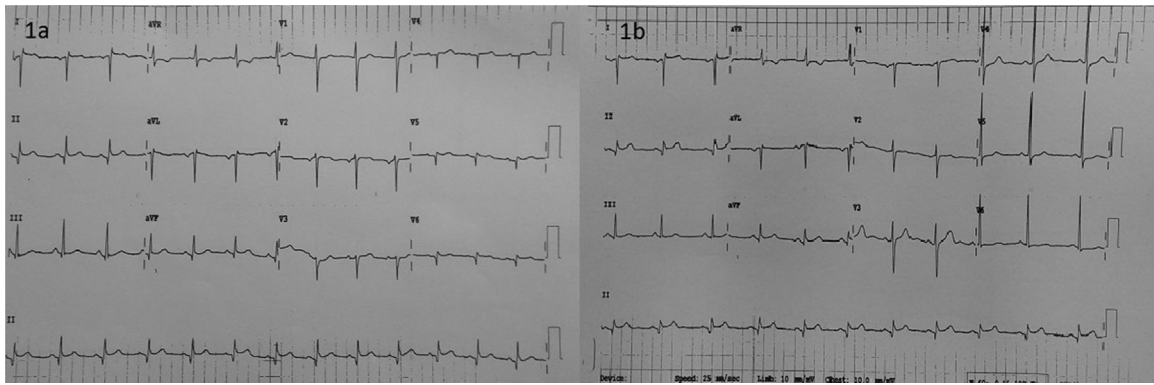 1a
I aVR V1 V4
II aVL V2 V5
III aVF V3 V6
II
1b
I aVR V1
II aVL V2 V5
III aVF V3
II
Device: Speed: 25 mm/sec Limb: 10 mm/mV Chest: 10.0 mm/mV